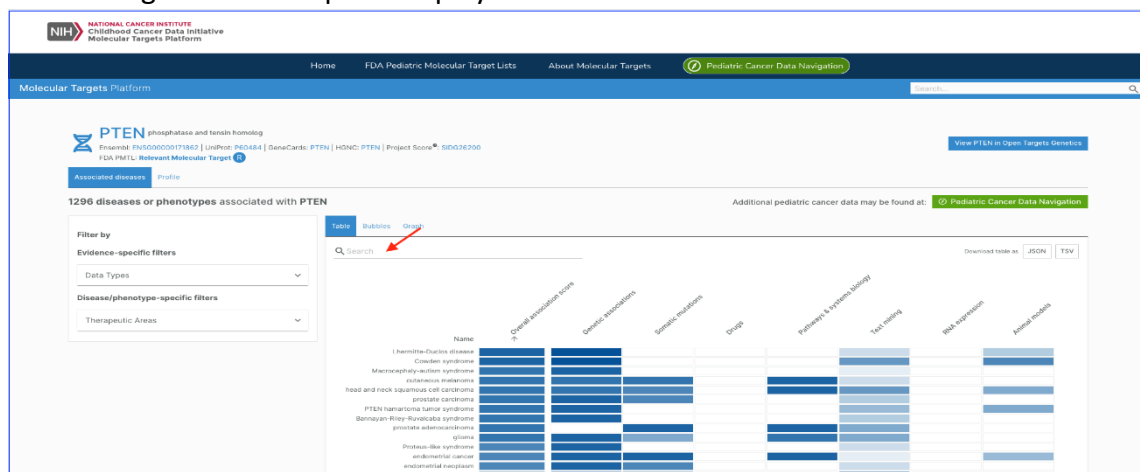 NIH NATIONAL CANCER INSTITUTE
Childhood Cancer Data Initiative
Molecular Targets Platform
Home FDA Pediatric Molecular Target Lists About Molecular Targets Pediatric Cancer Data Navigation
Molecular Targets Platform Search...
PTEN phosphatase and tensin homolog
Ensembl: ENSG00000171862 | UniProt: P60484 | GeneCards: PTEN | HGNC: PTEN | Project Score: SIDG26200
FDA PMTL: Relevant Molecular Target R
View PTEN in Open Targets Genetics
Associated diseases Profile
1296 diseases or phenotypes associated with PTEN
Additional pediatric cancer data may be found at: Pediatric Cancer Data Navigation
Filter by
Evidence-specific filters
Data Types
Disease/phenotype-specific filters
Therapeutic Areas
Table Bubbles Graph
Search
Download table as JSON TSV
Name
Overall association score
Genetic associations
Somatic mutations
Drugs
Pathways & systems biology
Text mining
RNA expression
Animal models
Lhermitte-Duclos disease
Cowden syndrome
Macrocephaly-autism syndrome
cutaneous melanoma
head and neck squamous cell carcinoma
prostate carcinoma
PTEN hamartoma tumor syndrome
Bannayan-Riley-Ruvalcaba syndrome
prostate adenocarcinoma
glioma
Proteus-like syndrome
endometrial cancer
endometrial neoplasm